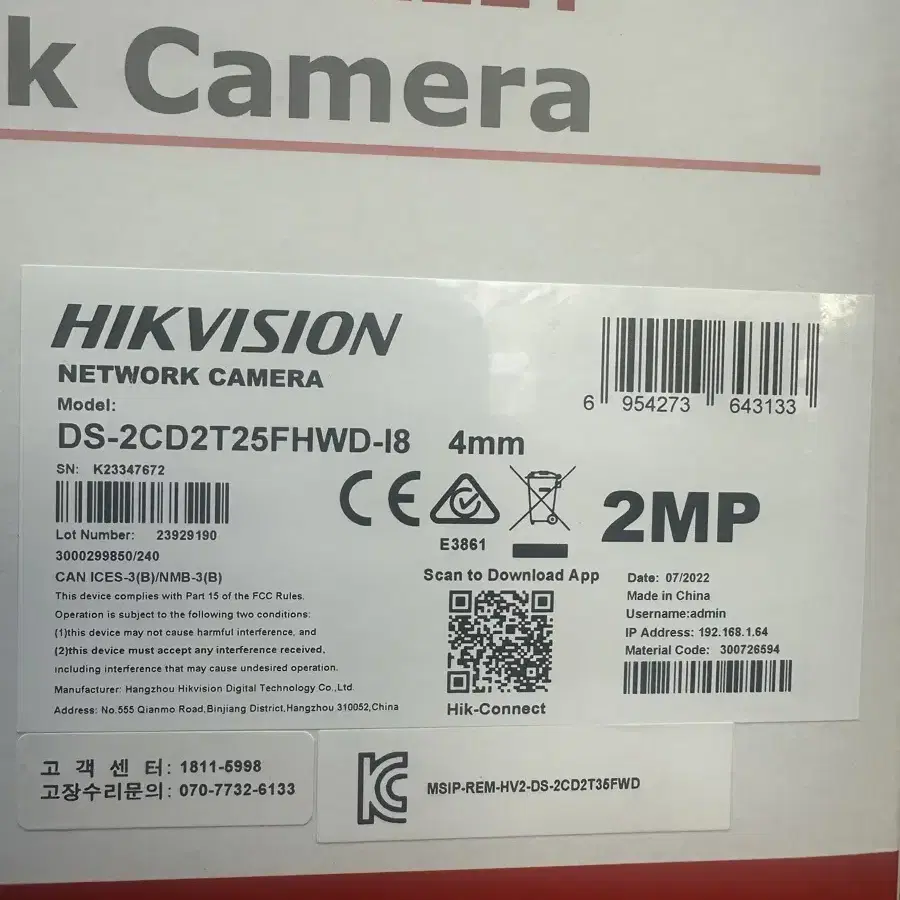 k Camera
HIKVISION
NETWORK CAMERA
Model:
DS-2CD2T25FHWD-I8 4mm
SN: K23347672
Lot Number: 23929190
3000299850/240
CAN ICES-3(B)/NMB-3(B)
This device complies with Part 15 of the FCC Rules.
Operation is subject to the following two conditions:
(1)this device may not cause harmful interference, and
(2)this device must accept any interference received,
including interference that may cause undesired operation.
Manufacturer: Hangzhou Hikvision Digital Technology Co.,Ltd.
Address: No.555 Qianmo Road,Binjiang District,Hangzhou 310052,China
6 954273 643133
CE
E3861
2MP
Scan to Download App
Hik-Connect
Date: 07/2022
Made in China
Username:admin
IP Address: 192.168.1.64
Material Code: 300726594
고 객 센 터: 1811-5998
고장수리문의: 070-7732-6133
KC
MSIP-REM-HV2-DS-2CD2T35FWD